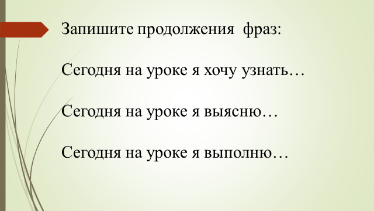 Запишите продолжения фраз:
Сегодня на уроке я хочу узнать…
Сегодня на уроке я выясню…
Сегодня на уроке я выполню…